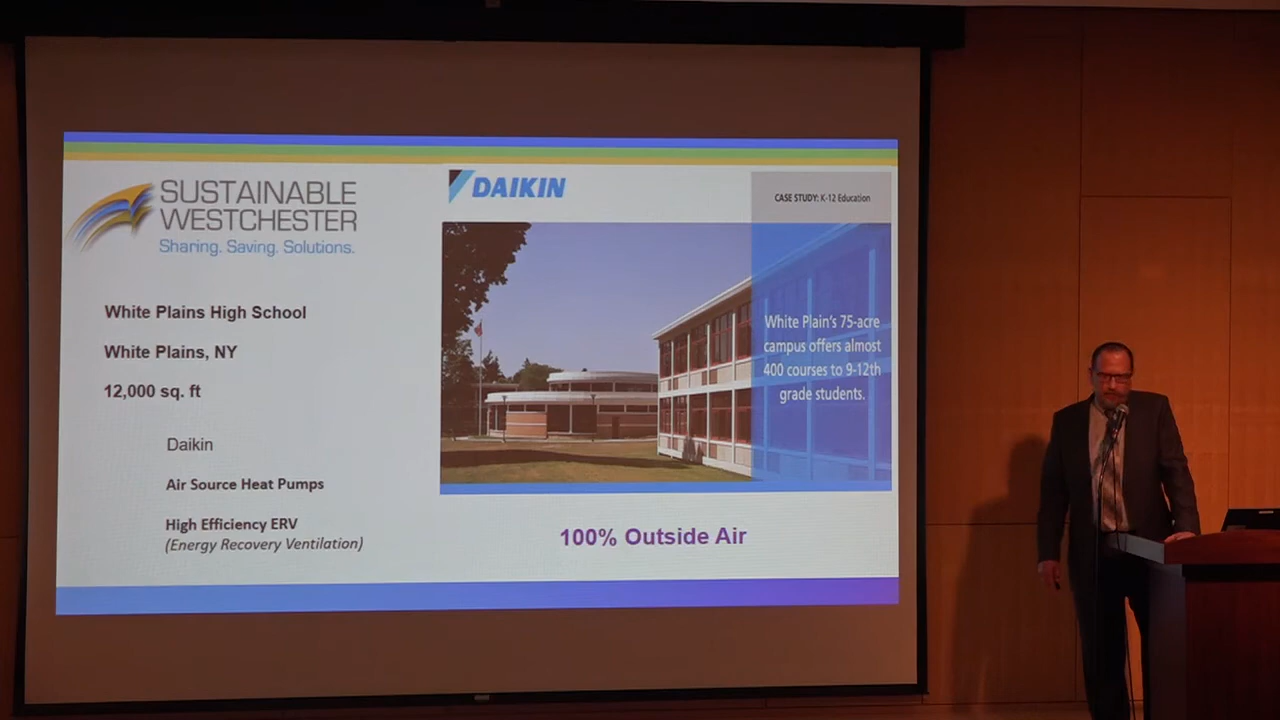 SUSTAINABLE
WESTCHESTER
Sharing. Saving. Solutions.
White Plains High School
White Plains, NY
12,000 sq. ft
Daikin
Air Source Heat Pumps
High Efficiency ERV
(Energy Recovery Ventilation)
DAIKIN
CASE STUDY: K-12 Education
White Plain's 75-acre
campus offers almost
400 courses to 9-12th
grade students.
100% Outside Air